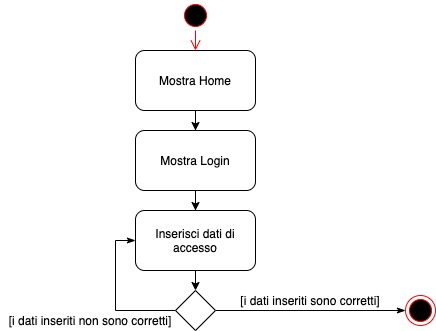 Mostra Home
Mostra Login
Inserisci dati di
accesso
[i dati inseriti sono corretti]
[i dati inseriti non sono corretti]